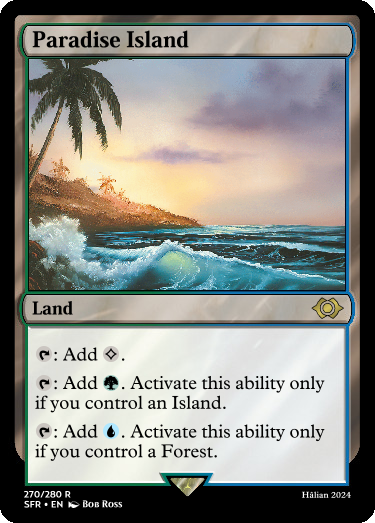 Paradise Island
Land
: Add .
: Add . Activate this ability only
if you control an Island.
: Add . Activate this ability only
if you control a Forest.
270/280 R
SFR • EN Bob Ross
Hålian 2024